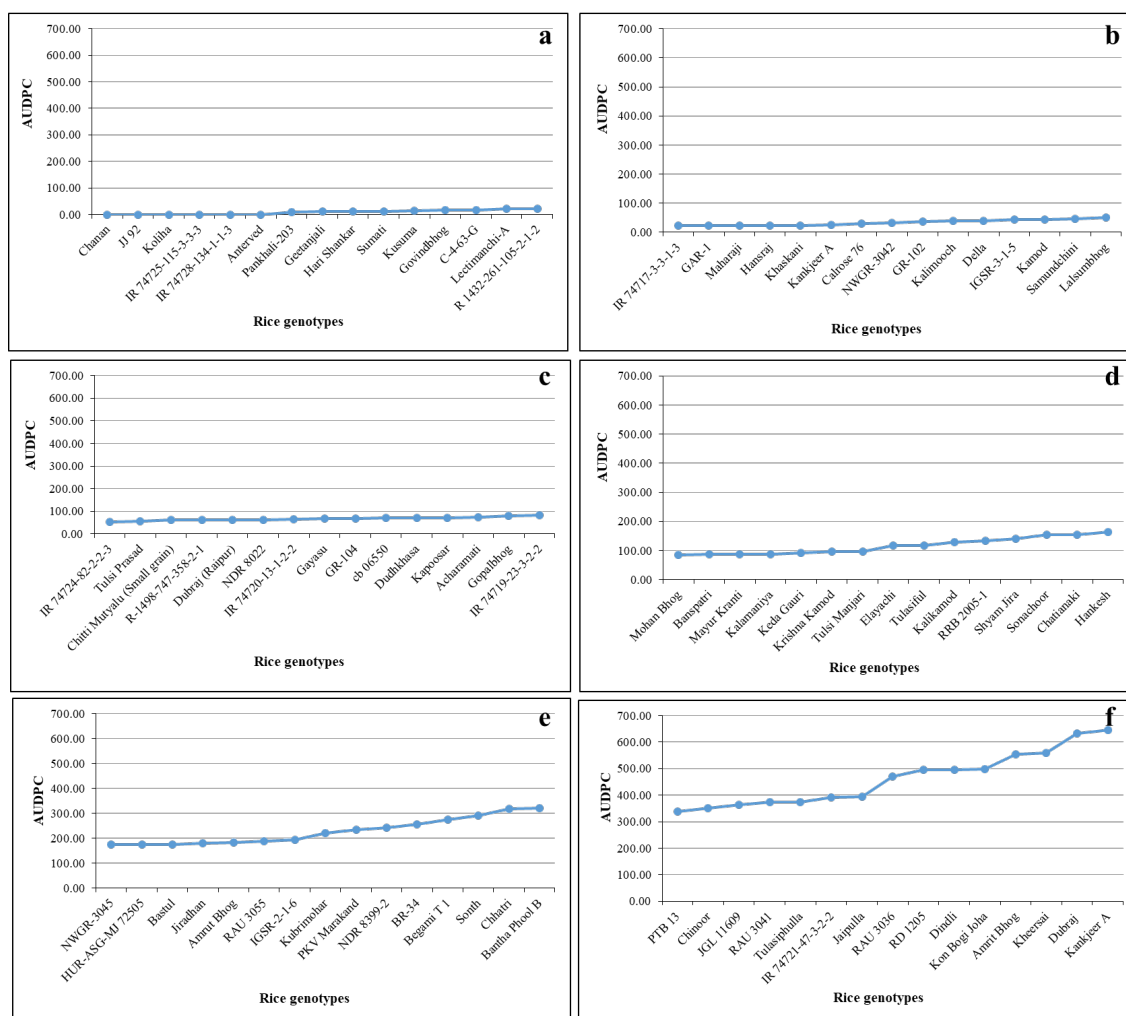 a
AUDPC
700.00
600.00
500.00
400.00
300.00
200.00
100.00
0.00
Chanan
JJ 92
Koliha
IR 74725-115-3-3-3
IR 74728-134-1-1-3
Anterved
Pankhali-203
Geetanjali
Hari Shankar
Sumati
Kusuma
Govindbhog
C-4-63-G
Lectimanchi-A
R 1432-261-105-2-1-2
Rice genotypes
b
AUDPC
700.00
600.00
500.00
400.00
300.00
200.00
100.00
0.00
IR 74717-3-3-1-3
GAR-1
Maharaji
Hansraj
Khaskani
Kankjeer A
Calrose 76
NWGR-3042
GR-102
Kalimooch
Della
IGSR-3-1-5
Kamod
Samundchini
Lalsumbhog
Rice genotypes
c
AUDPC
700.00
600.00
500.00
400.00
300.00
200.00
100.00
0.00
IR 74724-82-2-2-3
Tulsi Prasad
Chitti Mutyalu (Small grain)
R-1498-747-358-2-1
Dubraj (Raipur)
NDR 8022
IR 74720-13-1-2-2
Gayasu
GR-104
cb 06550
Dudhkhasa
Kapoosar
Acharamati
Gopalbhog
IR 74719-23-3-2-2
Rice genotypes
d
AUDPC
700.00
600.00
500.00
400.00
300.00
200.00
100.00
0.00
Mohan Bhog
Banspatri
Mayur Kranti
Kalamaniya
Keda Gauri
Krishna Kamod
Tulsi Manjari
Elayachi
Tulasiful
Kalikamod
RRB 2005-1
Shyam Jira
Sonachoor
Chatianaki
Hankesh
Rice genotypes
e
AUDPC
700.00
600.00
500.00
400.00
300.00
200.00
100.00
0.00
NWGR-3045
HUR-ASG-MJ 72505
Bastul
Jiradhan
Amrut Bhog
RAU 3055
IGSR-2-1-6
Kubrimohar
PKV Marakand
NDR 8399-2
BR-34
Begami T 1
Sonth
Chhatri
Bantha Phool B
Rice genotypes
f
AUDPC
700.00
600.00
500.00
400.00
300.00
200.00
100.00
0.00
PTB 13
Chinoor
JGL 11609
RAU 3041
Tulasiphulla
IR 74721-47-3-2-2
Jaipulla
RAU 3036
RD 1205
Dindli
Kon Bogi Joha
Amrit Bhog
Kheersai
Dubraj
Kankjeer A
Rice genotypes